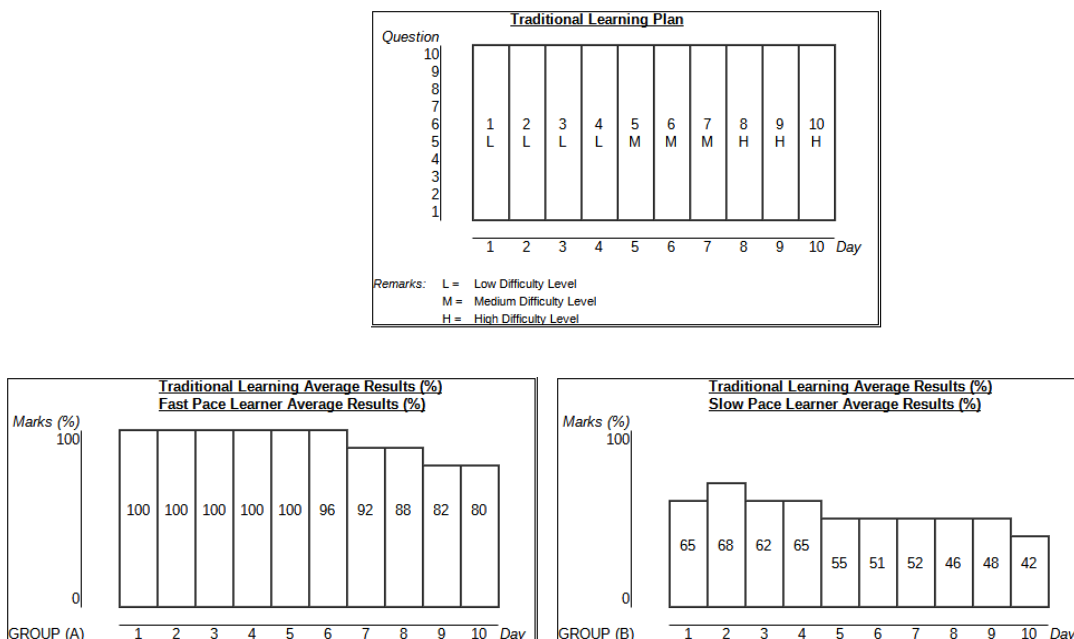 Traditional Learning Plan
Question
10
9
8
7
6
5
4
3
2
1
1 2 3 4 5 6 7 8 9 10
L L L L M M M H H H
1 2 3 4 5 6 7 8 9 10 Day
Remarks: L = Low Difficulty Level
M = Medium Difficulty Level
H = High Difficulty Level
Traditional Learning Average Results (%)
Fast Pace Learner Average Results (%)
Marks (%)
100
100 100 100 100 100 96 92 88 82 80
0
GROUP (A) 1 2 3 4 5 6 7 8 9 10 Day
Traditional Learning Average Results (%)
Slow Pace Learner Average Results (%)
Marks (%)
100
65 68 62 65 55 51 52 46 48 42
0
GROUP (B) 1 2 3 4 5 6 7 8 9 10 Day